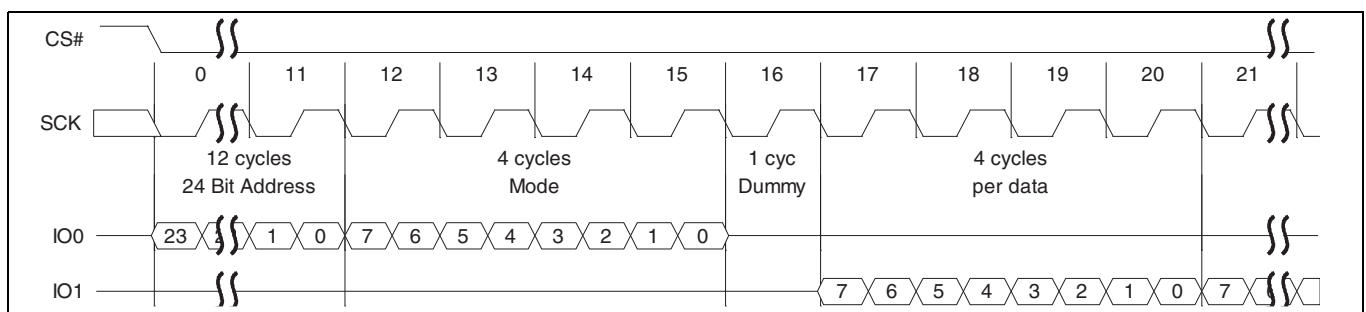 CS#
0 11 12 13 14 15 16 17 18 19 20 21
SCK
12 cycles 4 cycles 1 cyc 4 cycles
24 Bit Address Mode Dummy per data
IO0 23 1 0 7 6 5 4 3 2 1 0
IO1 7 6 5 4 3 2 1 0 7